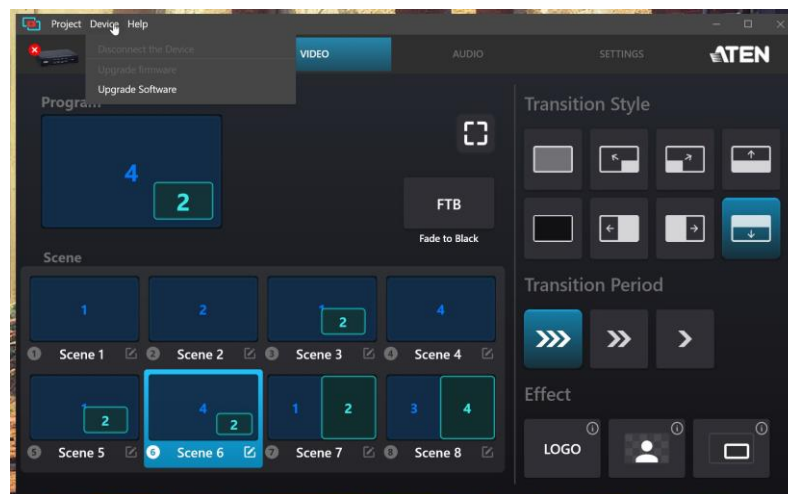 Project Device Help
Disconnect the Device
Upgrade firmware
Upgrade Software
VIDEO
AUDIO
SETTINGS
ATEN
Program
4
2
FTB
Fade to Black
Scene
1
2
1
2
4
1 Scene 1
2 Scene 2
3 Scene 3
4 Scene 4
1
2
4
2
1 2
3 4
5 Scene 5
6 Scene 6
7 Scene 7
8 Scene 8
Transition Style
Transition Period
Effect
LOGO